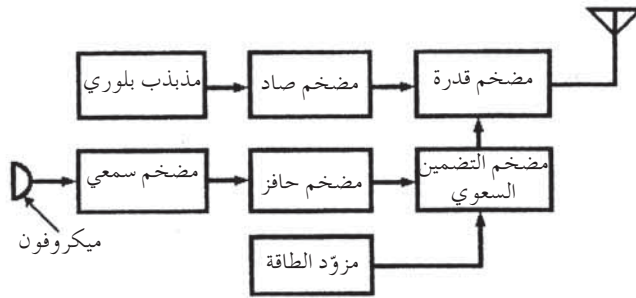 مذبذب بلوري
مضخم صاد
مضخم قدرة
مضخم سمعي
مضخم حافز
مضخم التضمين
السعوي
ميكروفون
مزوّد الطاقة